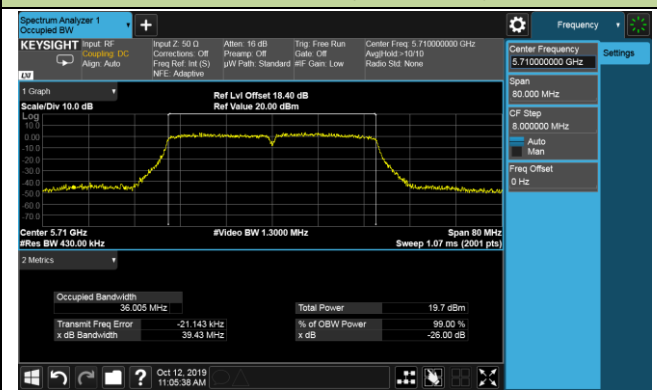 Spectrum Analyzer 1
Occupied BW
Frequency
KEYSIGHT Input: RF
Coupling: DC
Align: Auto
Input Z: 50 Ω
Corrections: Off
Freq Ref: Int (S)
NFE: Adaptive
Atten: 16 dB
Preamp: Off
µW Path: Standard
Trig: Free Run
Gate: Off
#IF Gain: Low
Center Freq: 5.710000000 GHz
Avg|Hold:>10/10
Radio Std: None
LXI
1 Graph
Scale/Div 10.0 dB
Ref Lvl Offset 18.40 dB
Ref Value 20.00 dBm
Log
10.0
0.00
-10.0
-20.0
-30.0
-40.0
-50.0
-60.0
-70.0
Center 5.71 GHz
#Video BW 1.3000 MHz
Span 80 MHz
#Res BW 430.00 kHz
Sweep 1.07 ms (2001 pts)
2 Metrics
Occupied Bandwidth
36.005 MHz
Total Power 19.7 dBm
Transmit Freq Error -21.143 kHz
% of OBW Power 99.00 %
x dB Bandwidth 39.43 MHz
x dB -26.00 dB
Center Frequency
5.710000000 GHz
Settings
Span
80.000 MHz
CF Step
8.000000 MHz
Auto
Man
Freq Offset
0 Hz
?
Oct 12, 2019
11:05:38 AM